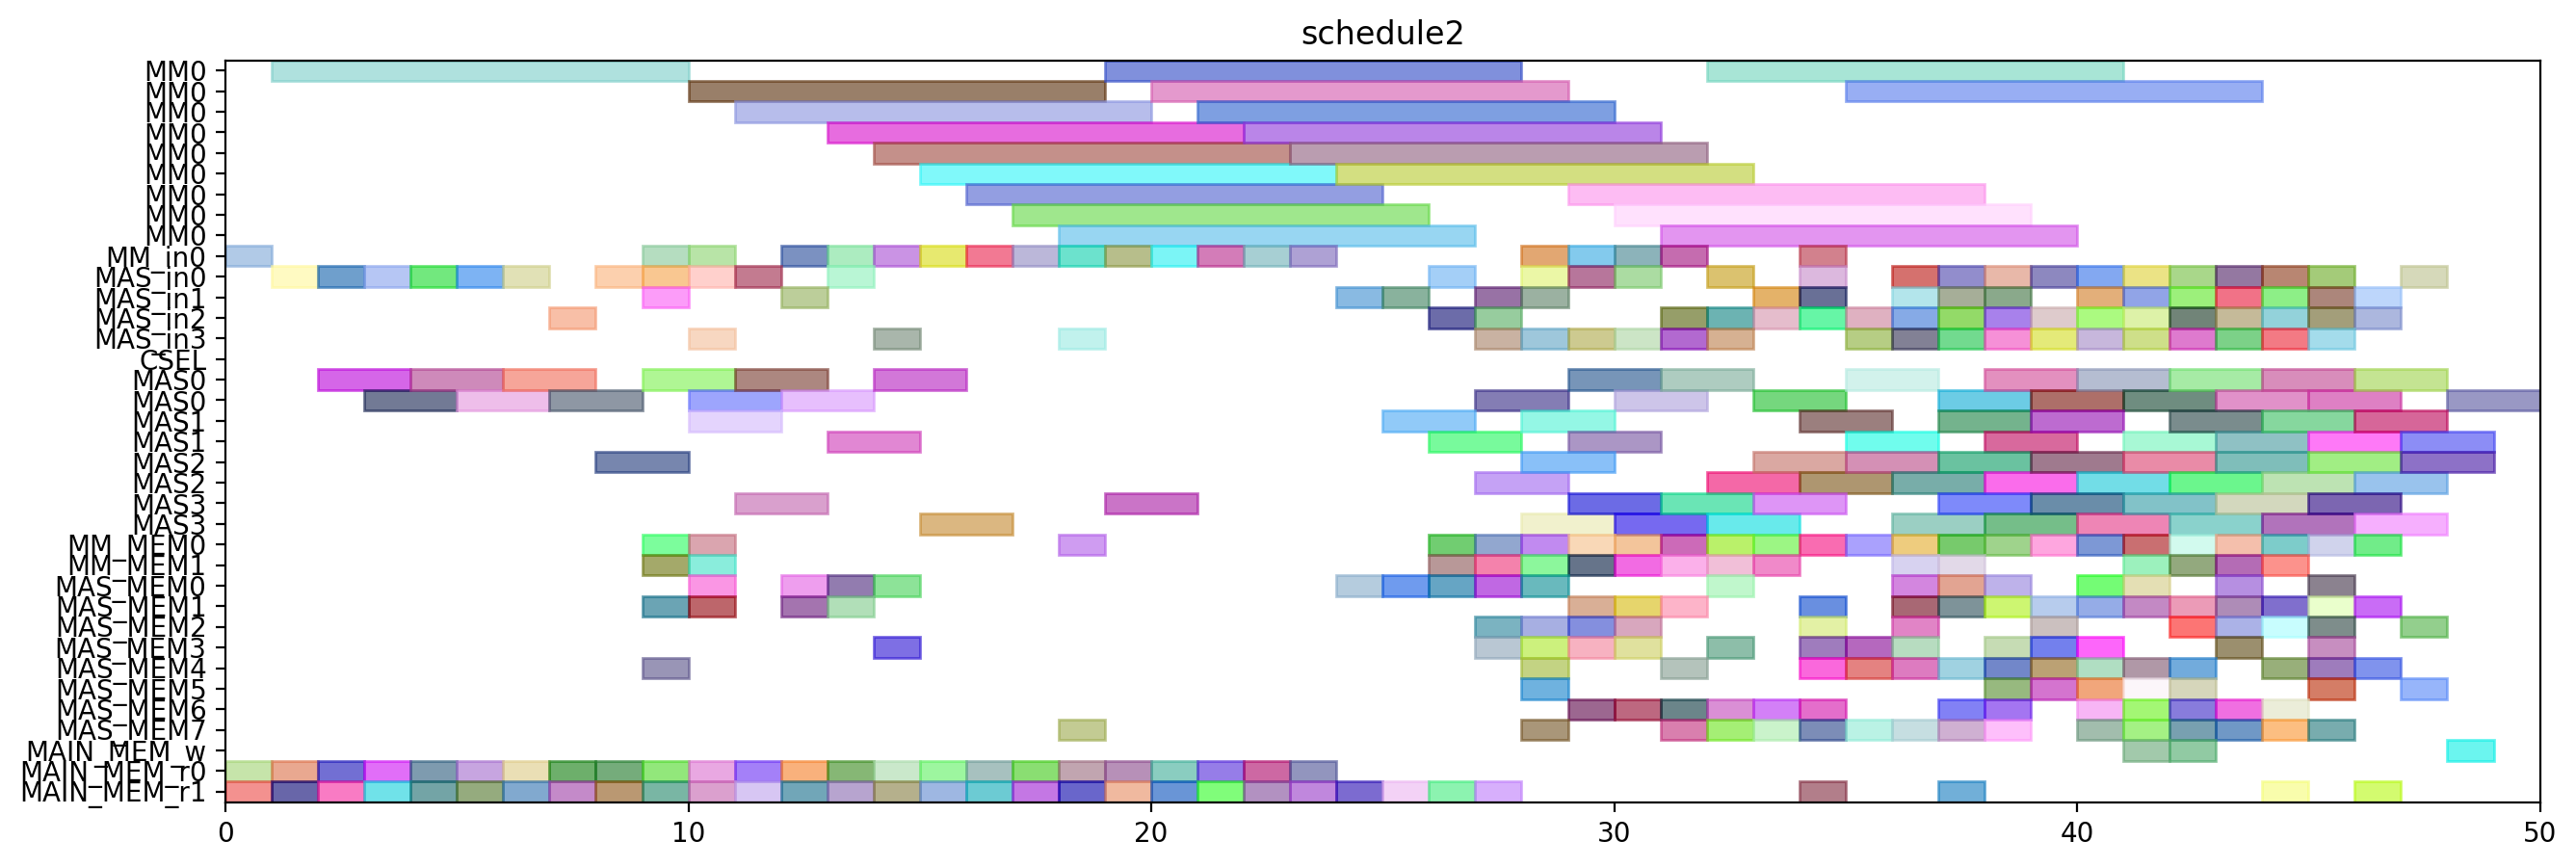 schedule2
MM0
MM0
MM0
MM0
MM0
MM0
MM0
MM0
MM0
MM_in0
MAS_in0
MAS_in1
MAS_in2
MAS_in3
CSEL
MAS0
MAS0
MAS1
MAS1
MAS2
MAS2
MAS3
MAS3
MM_MEM0
MM_MEM1
MAS_MEM0
MAS_MEM1
MAS_MEM2
MAS_MEM3
MAS_MEM4
MAS_MEM5
MAS_MEM6
MAS_MEM7
MAIN_MEM_w
MAIN_MEM_r0
MAIN_MEM_r1
0 10 20 30 40 50